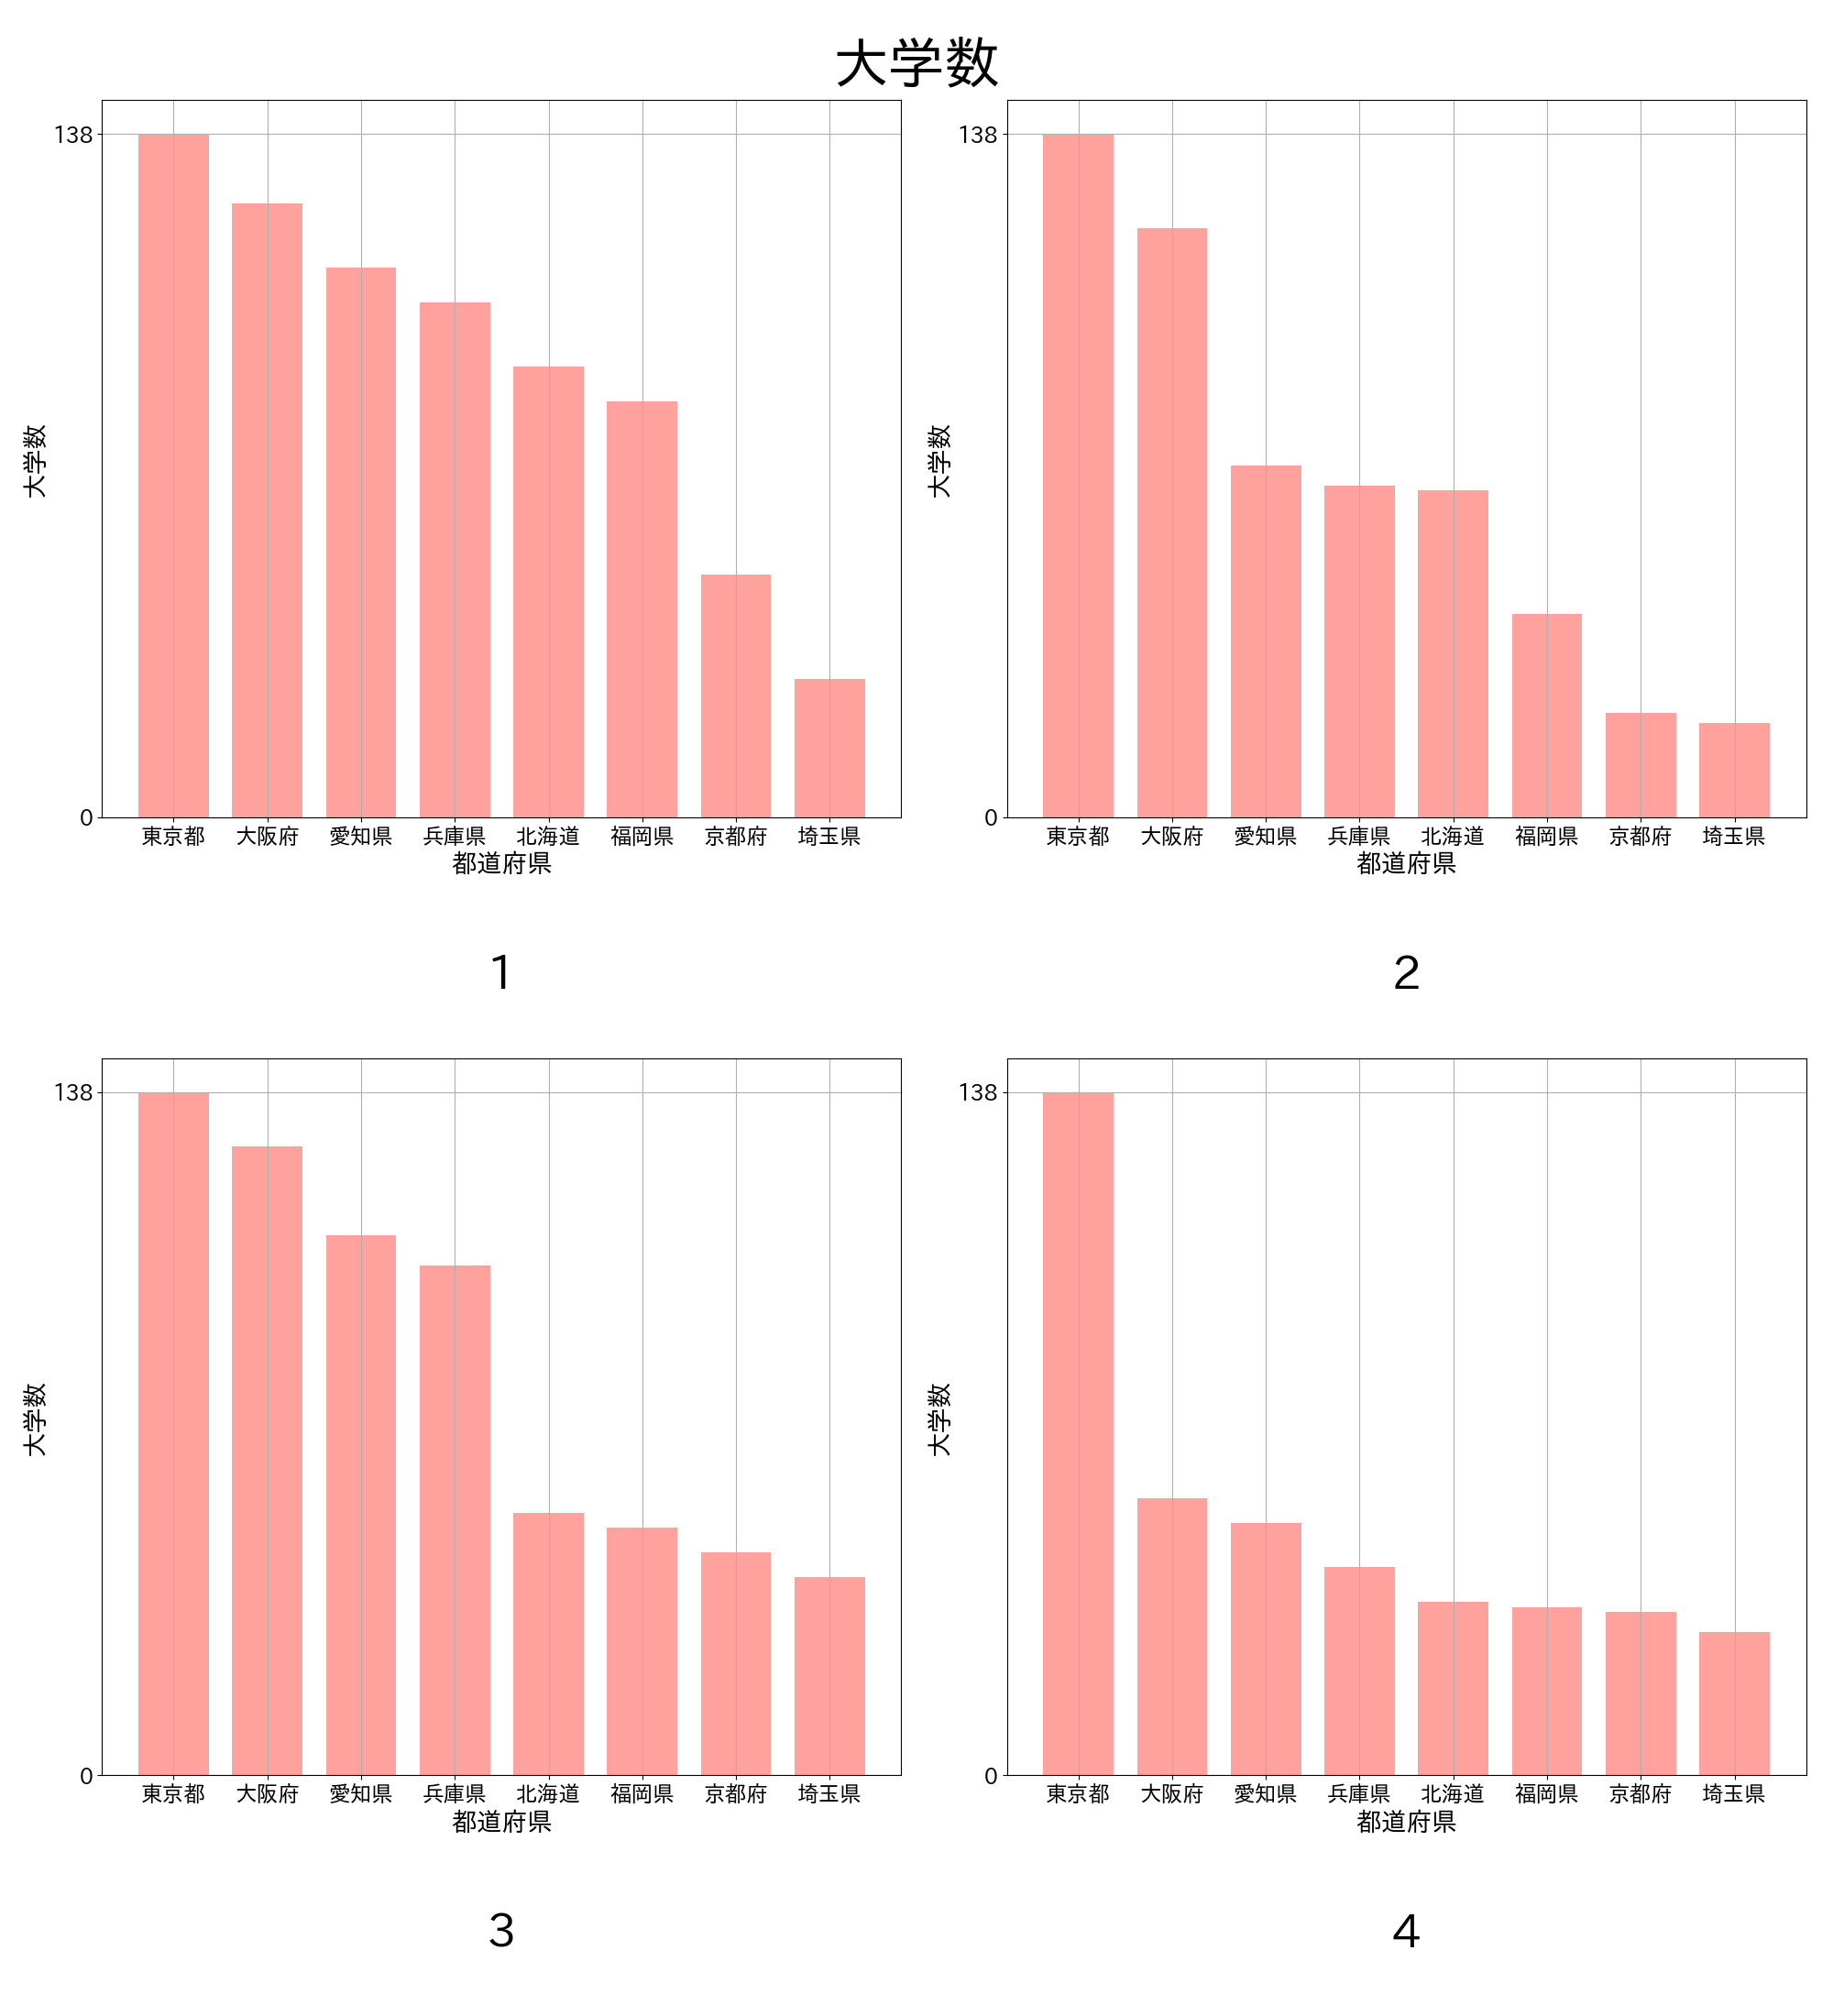 大学数
138
0
大学数
東京都 大阪府 愛知県 兵庫県 北海道 福岡県 京都府 埼玉県
都道府県
1
138
0
大学数
東京都 大阪府 愛知県 兵庫県 北海道 福岡県 京都府 埼玉県
都道府県
2
138
0
大学数
東京都 大阪府 愛知県 兵庫県 北海道 福岡県 京都府 埼玉県
都道府県
3
138
0
大学数
東京都 大阪府 愛知県 兵庫県 北海道 福岡県 京都府 埼玉県
都道府県
4